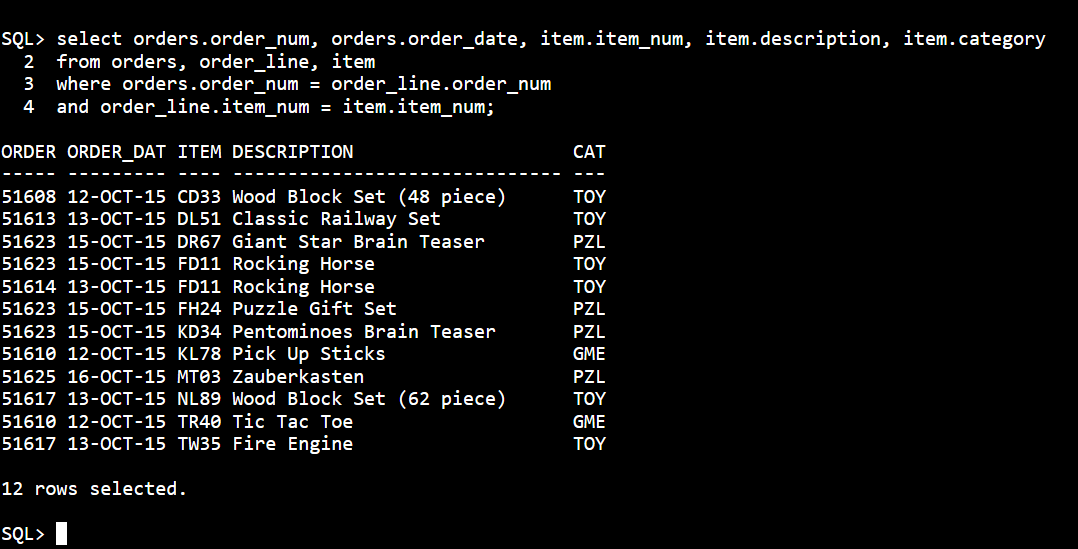 SQL> select orders.order_num, orders.order_date, item.item_num, item.description, item.category
  2  from orders, order_line, item
  3  where orders.order_num = order_line.order_num
  4  and order_line.item_num = item.item_num;

ORDER ORDER_DAT ITEM DESCRIPTION                    CAT
----- --------- ---- ------------------------------ ---
51608 12-OCT-15 CD33 Wood Block Set (48 piece)      TOY
51613 13-OCT-15 DL51 Classic Railway Set            TOY
51623 15-OCT-15 DR67 Giant Star Brain Teaser        PZL
51623 15-OCT-15 FD11 Rocking Horse                  TOY
51614 13-OCT-15 FD11 Rocking Horse                  TOY
51623 15-OCT-15 FH24 Puzzle Gift Set                PZL
51623 15-OCT-15 KD34 Pentominoes Brain Teaser       PZL
51610 12-OCT-15 KL78 Pick Up Sticks                 GME
51625 16-OCT-15 MT03 Zauberkasten                   PZL
51617 13-OCT-15 NL89 Wood Block Set (62 piece)      TOY
51610 12-OCT-15 TR40 Tic Tac Toe                    GME
51617 13-OCT-15 TW35 Fire Engine                    TOY

12 rows selected.

SQL>